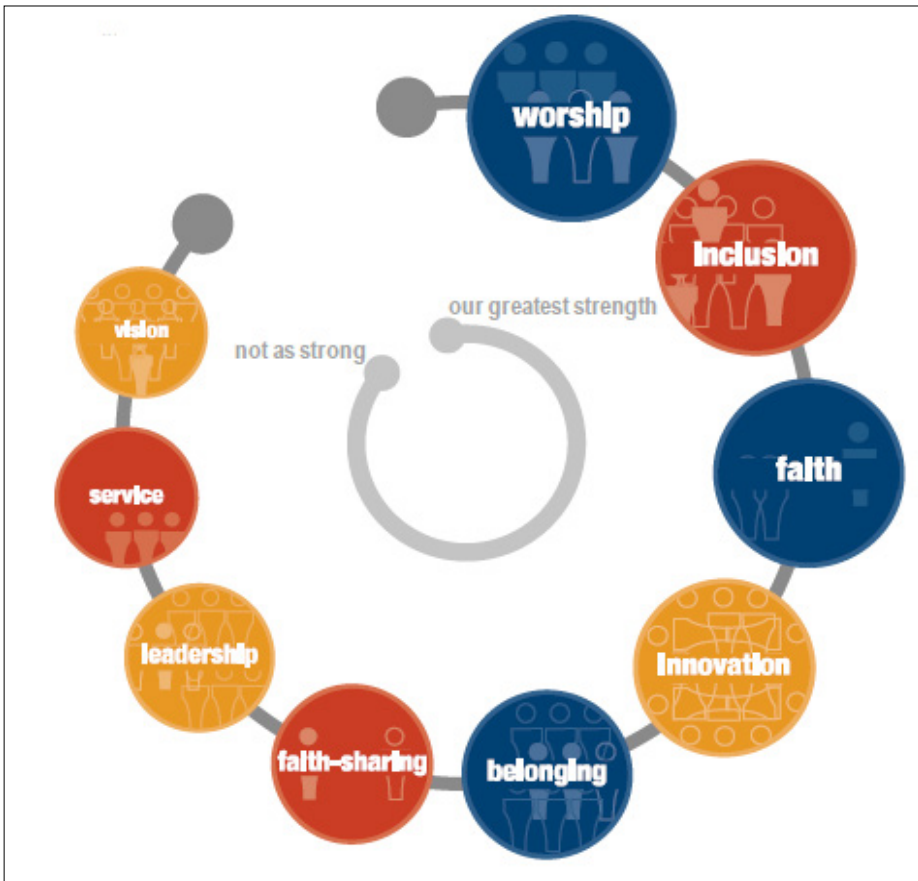 ...
worship
Inclusion
our greatest strength
not as strong
vision
faith
service
Innovation
leadership
faith-sharing
belonging